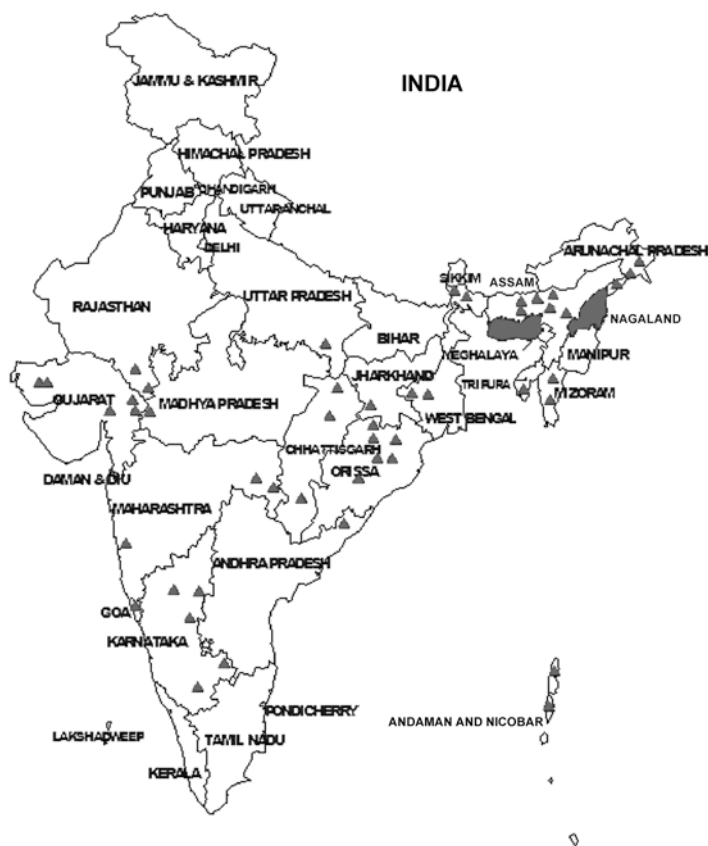 INDIA
JAMMU & KASHMIR
HIMACHAL PRADESH
PUNJAB
CHANDIGARH
UTTARANCHAL
HARYANA
DELHI
ARUNACHAL PRADESH
SIKKIM
ASSAM
RAJASTHAN
UTTAR PRADESH
NAGALAND
BIHAR
MEGHALAYA
MANIPUR
JHARKHAND
TRIPURA
MIZORAM
GUJARAT
MADHYA PRADESH
WEST BENGAL
CHHATTISGARH
ORISSA
DAMAN & DIU
MAHARASHTRA
ANDHRA PRADESH
GOA
KARNATAKA
PONDICHERRY
ANDAMAN AND NICOBAR
LAKSHADWEEP
TAMIL NADU
KERALA